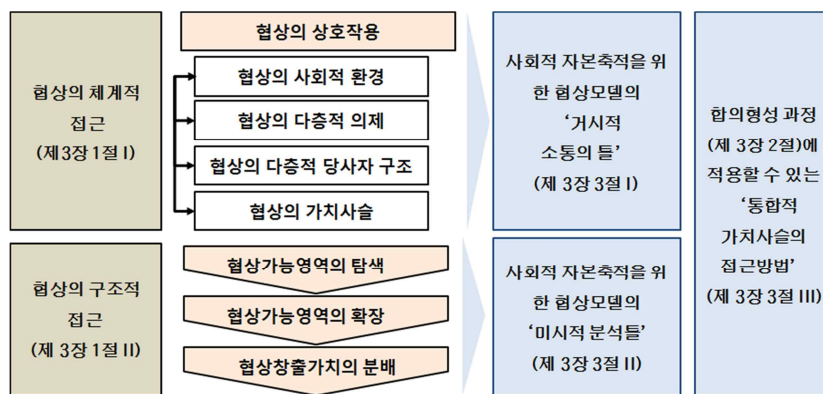 협상의 체계적
접근
(제 3장 1절 I)
협상의 상호작용
협상의 사회적 환경
협상의 다층적 의제
협상의 다층적 당사자 구조
협상의 가치사슬
사회적 자본축적을 위
한 협상모델의
‘거시적
소통의 틀’
(제 3장 3절 I)
협상의 구조적
접근
(제 3장 1절 II)
협상가능영역의 탐색
협상가능영역의 확장
협상창출가치의 분배
사회적 자본축적을 위
한 협상모델의
‘미시적 분석틀’
(제 3장 3절 II)
합의형성 과정
(제 3장 2절)에
적용할 수 있는
‘통합적
가치사슬의
접근방법’
(제 3장 3절 III)